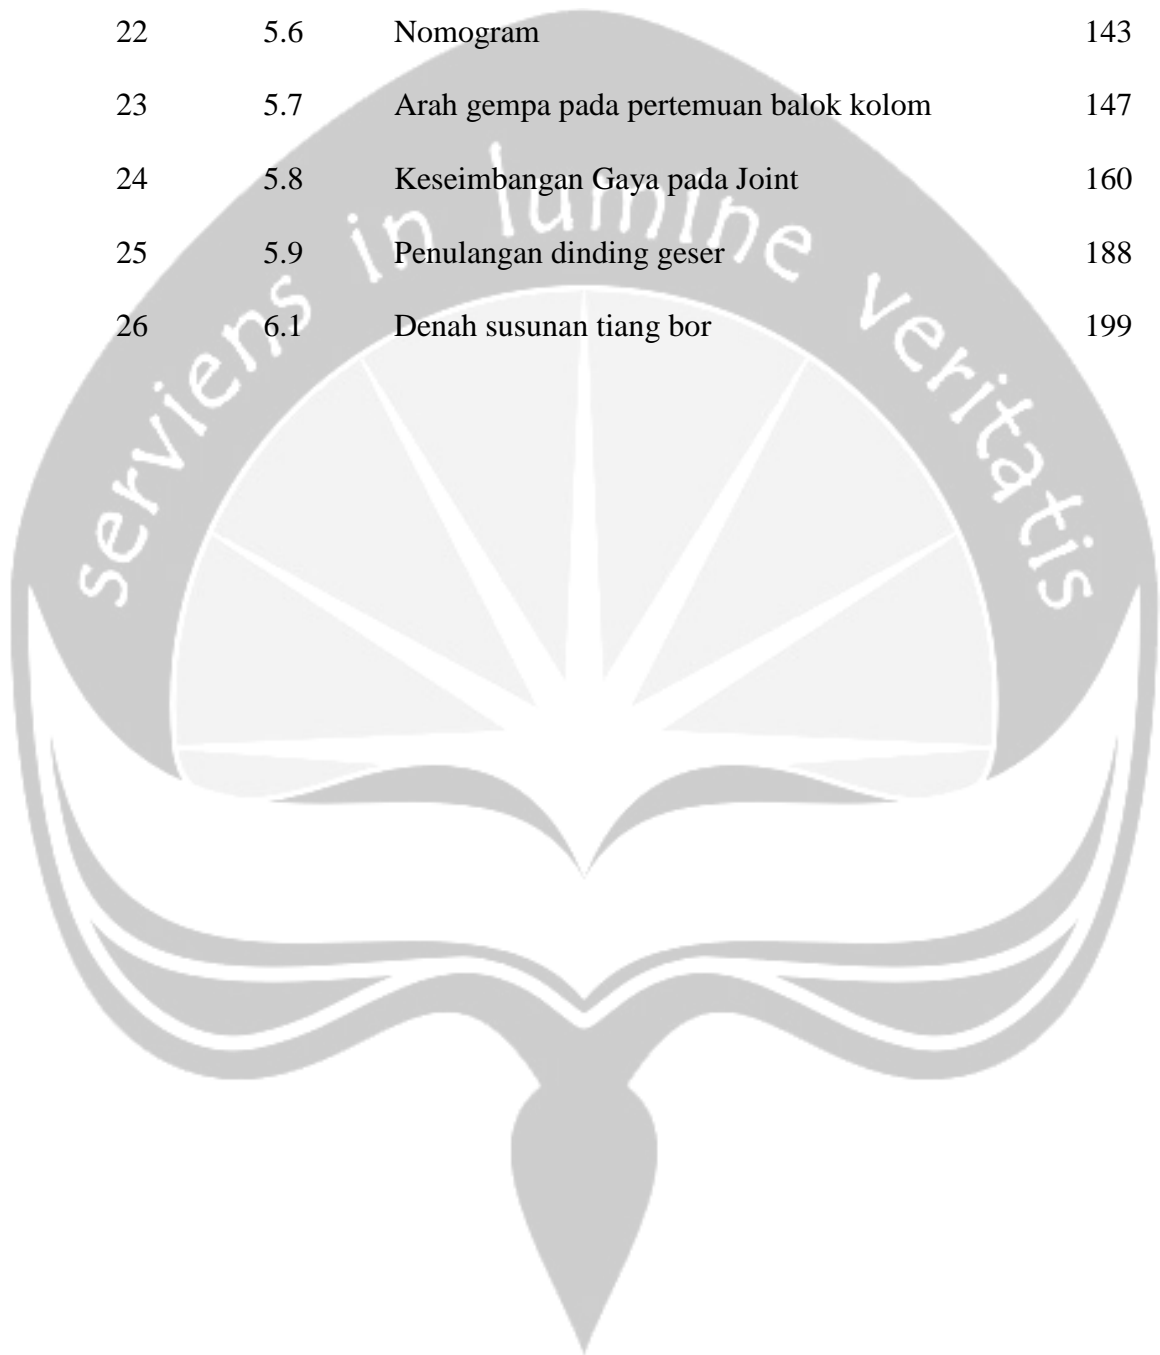 22 5.6 Nomogram 143
23 5.7 Arah gempa pada pertemuan balok kolom 147
24 5.8 Keseimbangan Gaya pada Joint 160
25 5.9 Penulangan dinding geser 188
26 6.1 Denah susunan tiang bor 199
serviens in lumine veritatis